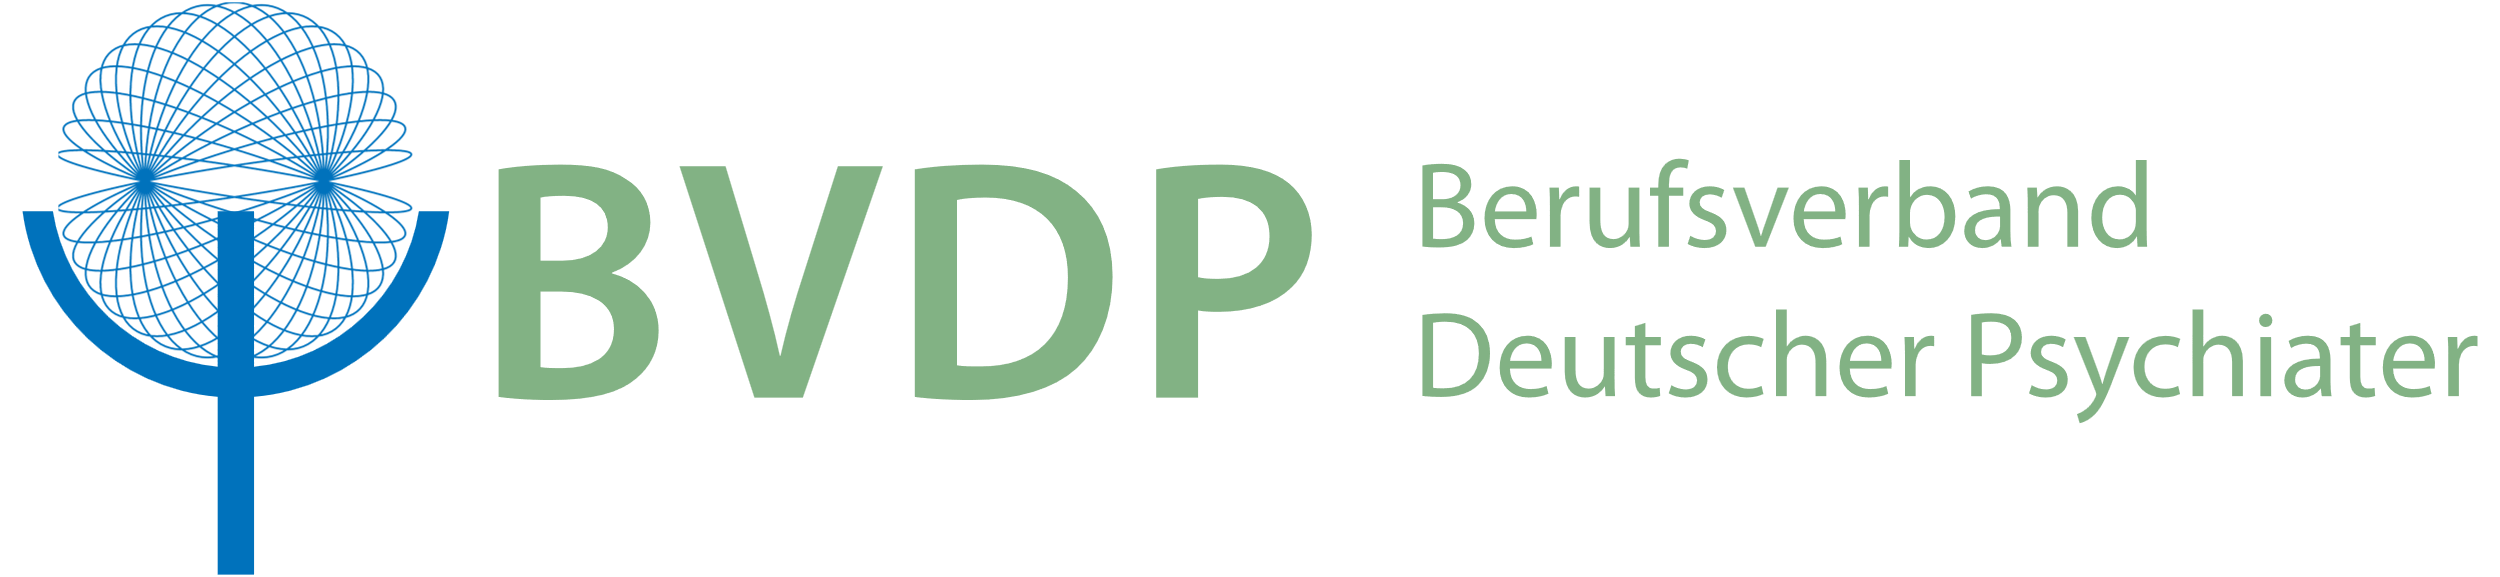 BVDP
Berufsverband
Deutscher Psychiater